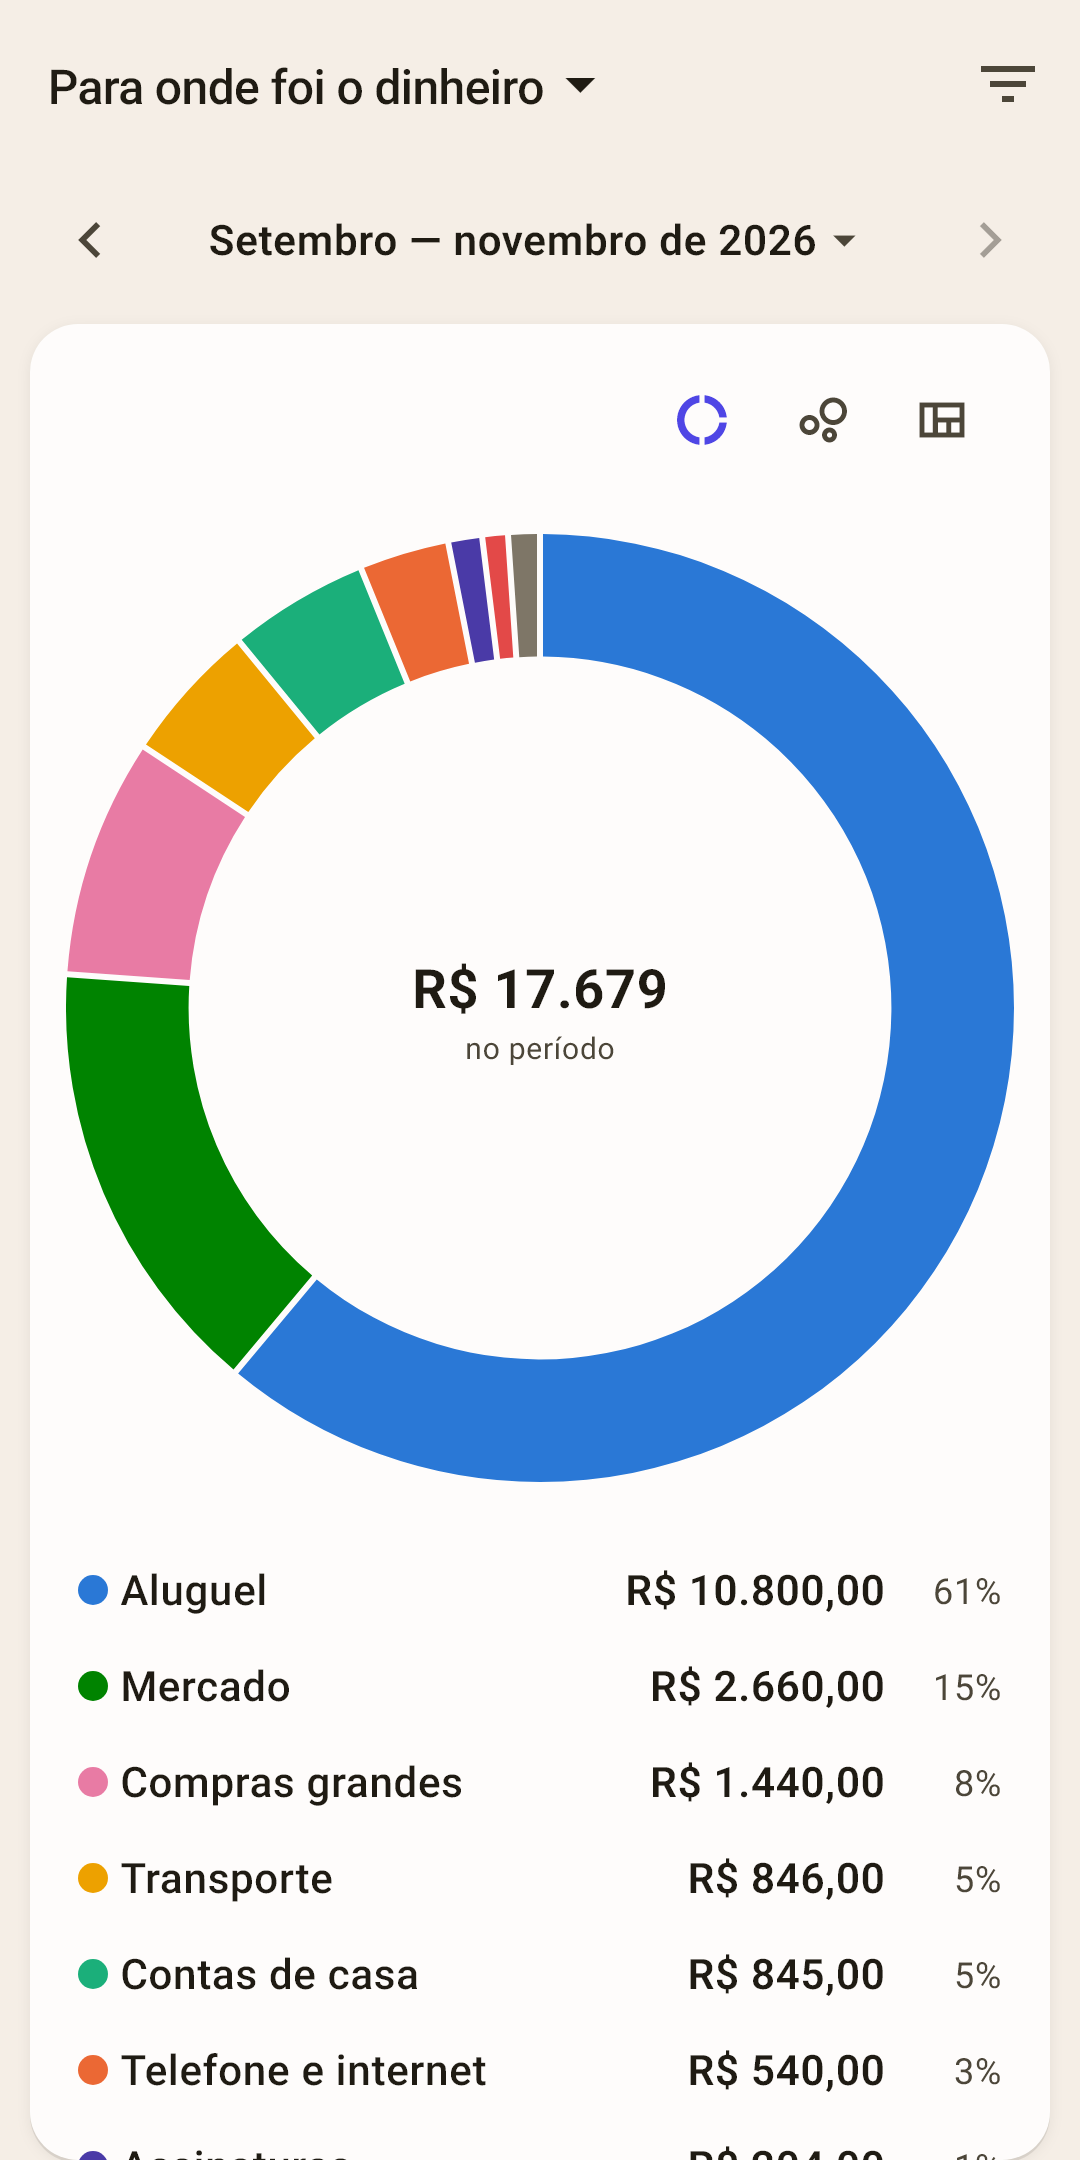 Para onde foi o dinheiro
Setembro — novembro de 2026
R$ 17.679
no período
Aluguel R$ 10.800,00 61%
Mercado R$ 2.660,00 15%
Compras grandes R$ 1.440,00 8%
Transporte R$ 846,00 5%
Contas de casa R$ 845,00 5%
Telefone e internet R$ 540,00 3%